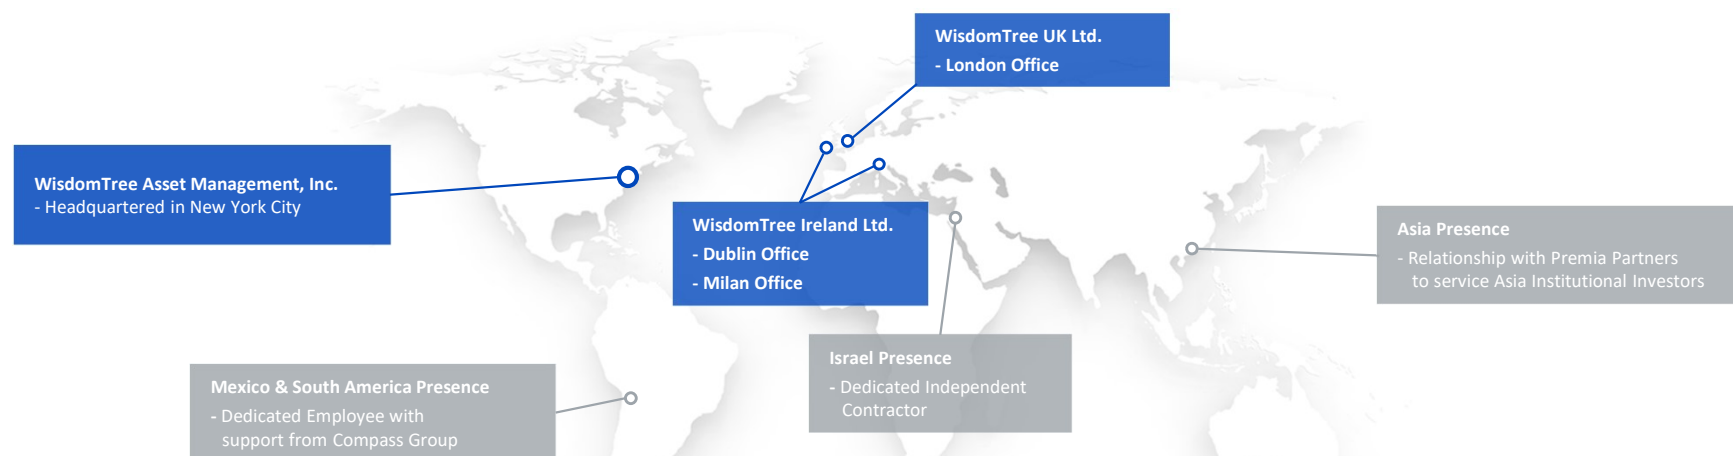 WisdomTree UK Ltd.
- London Office
WisdomTree Asset Management, Inc.
- Headquartered in New York City
WisdomTree Ireland Ltd.
- Dublin Office
- Milan Office
Asia Presence
- Relationship with Premia Partners
to service Asia Institutional Investors
Israel Presence
- Dedicated Independent
Contractor
Mexico & South America Presence
- Dedicated Employee with
support from Compass Group